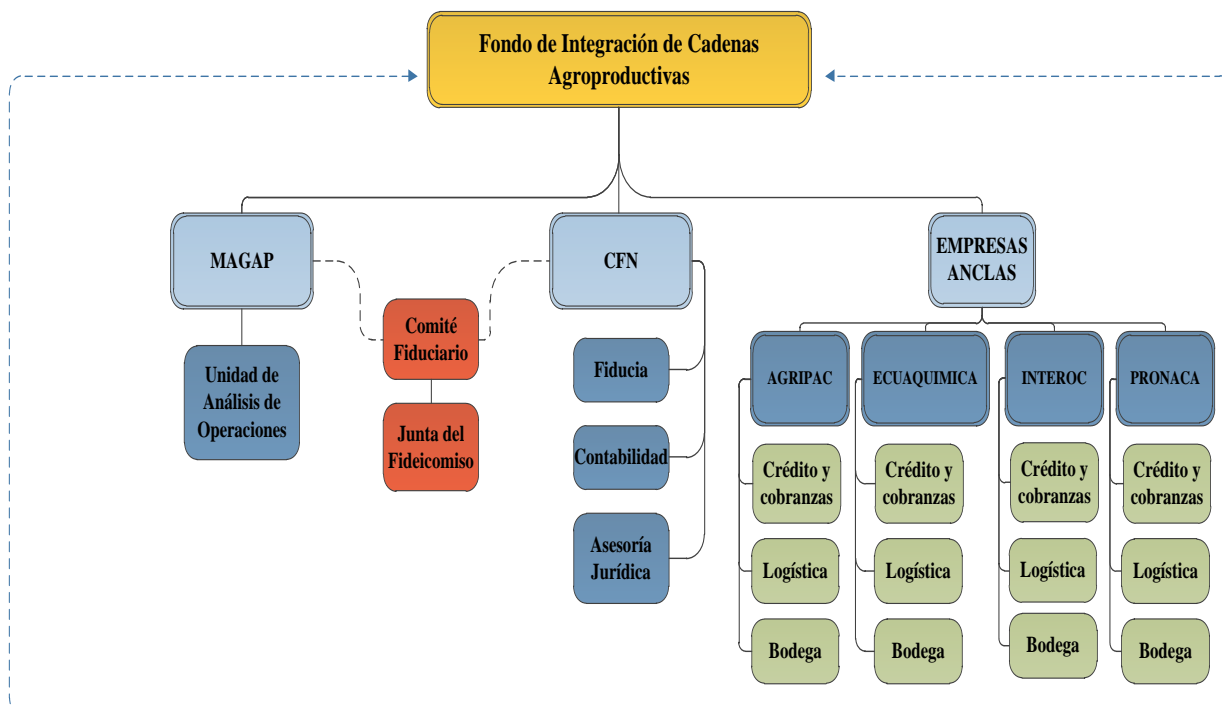 Fondo de Integración de Cadenas
Agroproductivas
MAGAP
CFN
EMPRESAS
ANCLAS
Comité
Fiduciario
Unidad de
Análisis de
Operaciones
Junta del
Fideicomiso
Fiducia
Contabilidad
Asesoría
Jurídica
AGRIPAC
ECUAQUIMICA
INTEROC
PRONACA
Crédito y
cobranzas
Crédito y
cobranzas
Crédito y
cobranzas
Crédito y
cobranzas
Logística
Logística
Logística
Logística
Bodega
Bodega
Bodega
Bodega